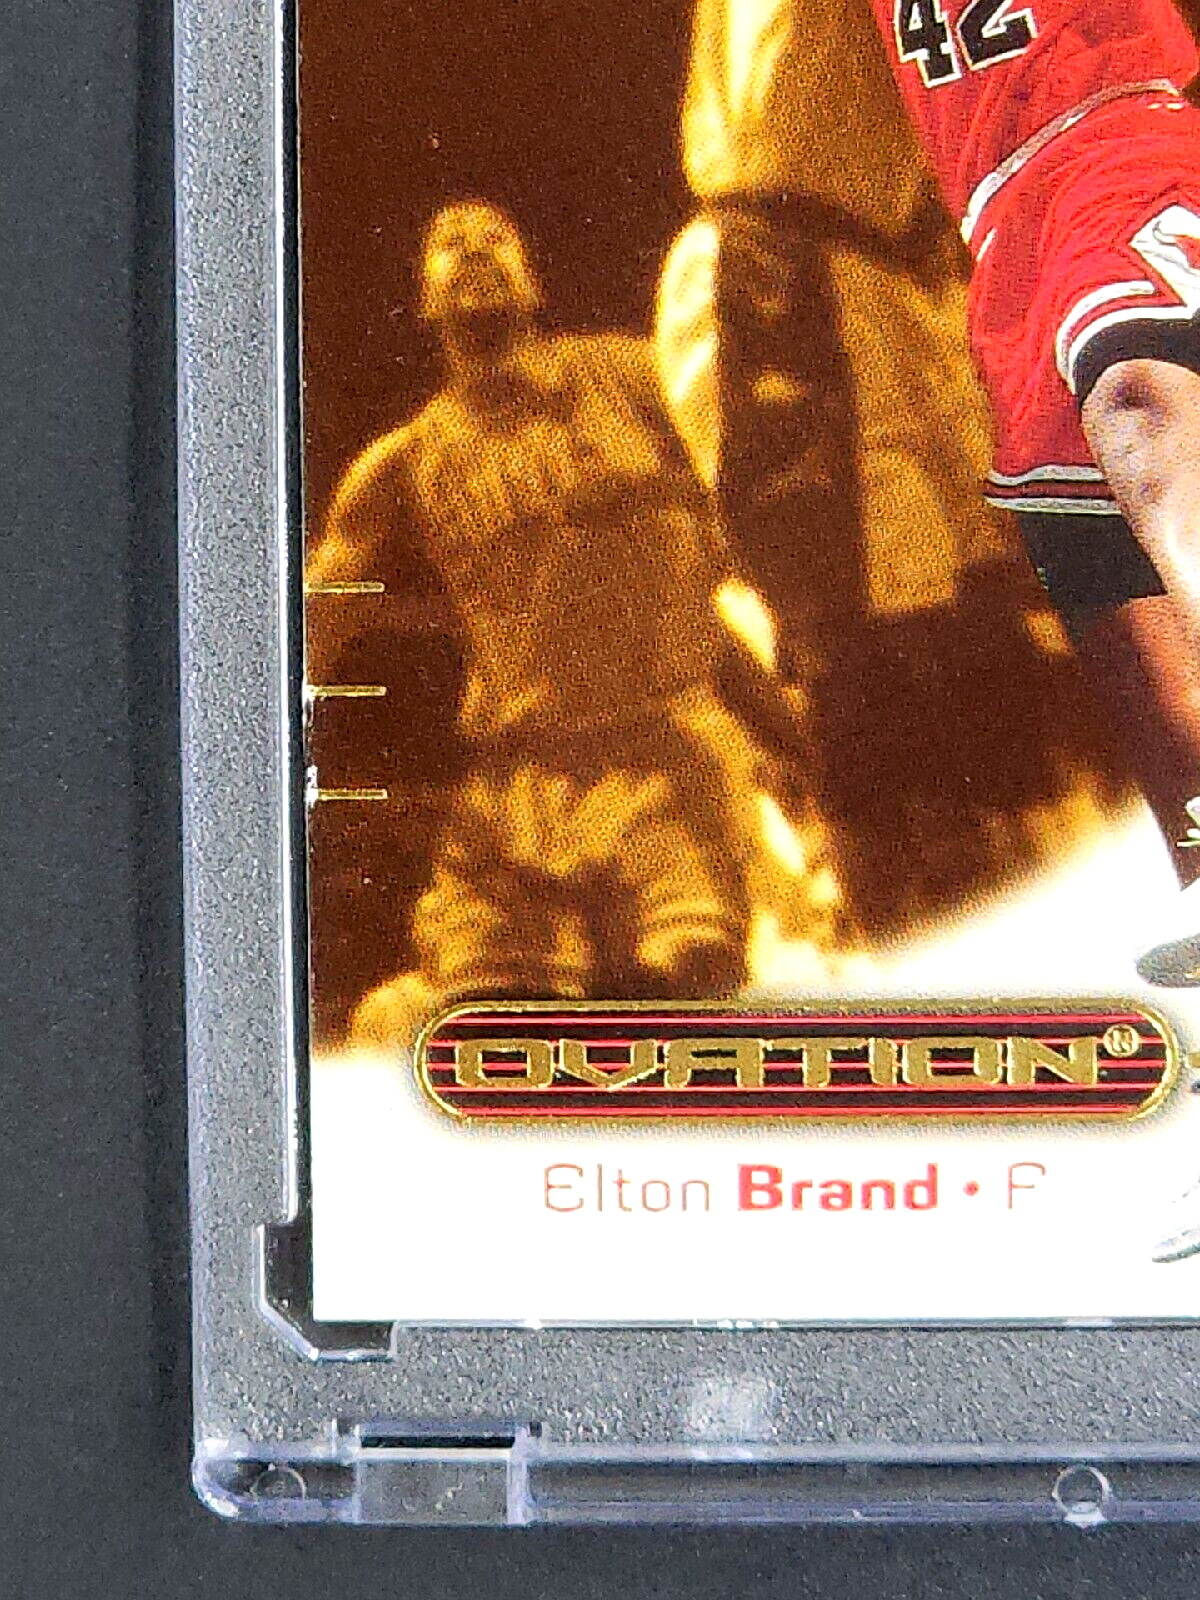 42
OVATION®
Elton Brand • F